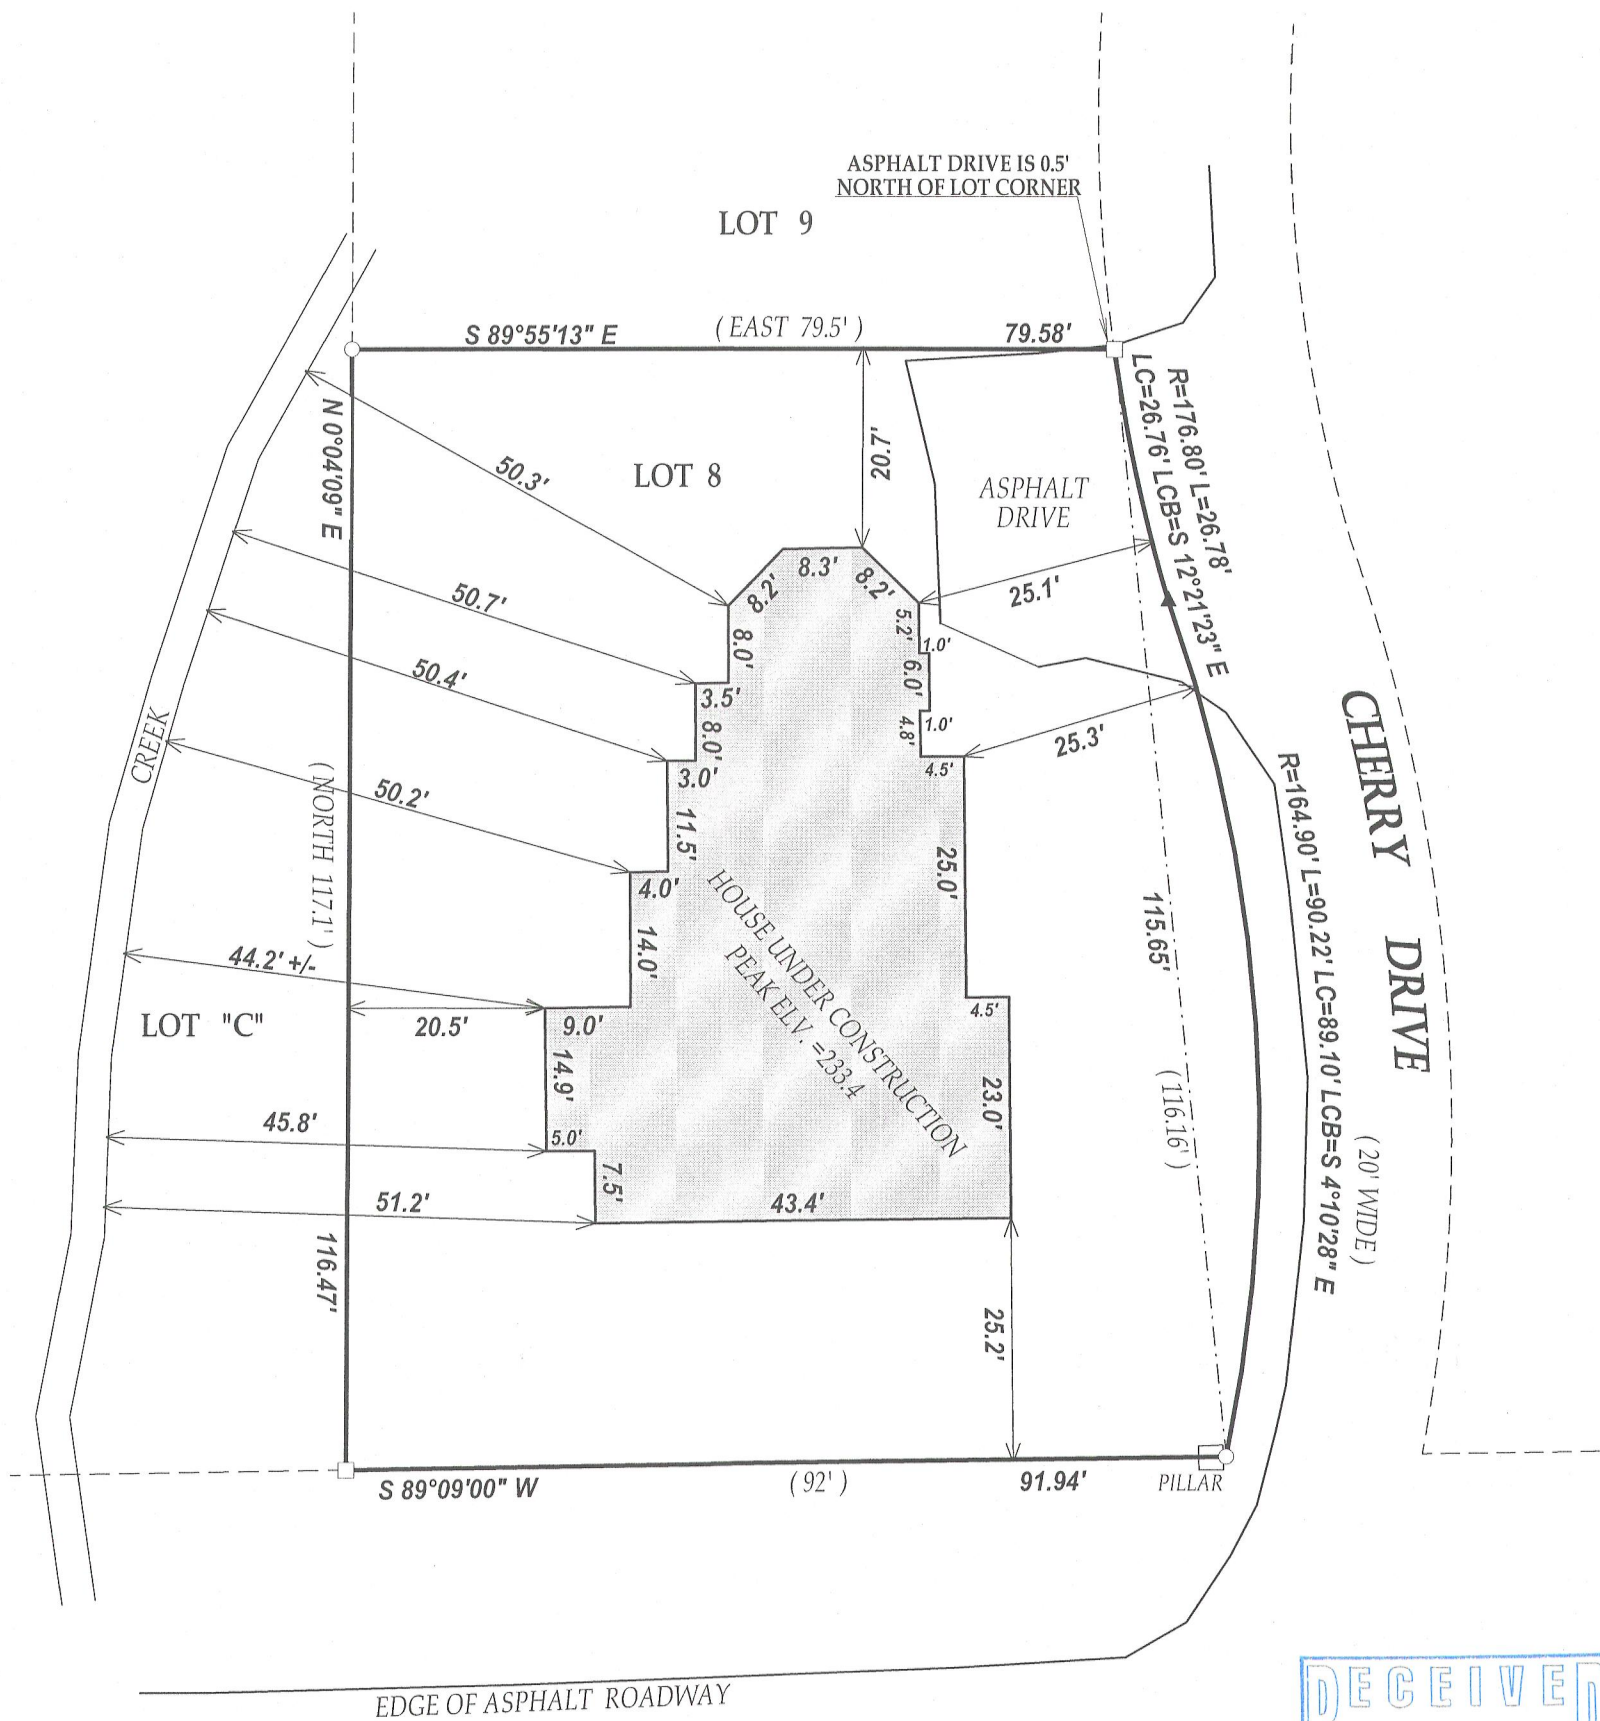 ASPHALT DRIVE IS 0.5'
NORTH OF LOT CORNER
LOT 9
S 89°55'13" E
( EAST 79.5' )
79.58'
R=176.80' L=26.78'
LC=26.76' LCB=S 12°21'23" E
N 0°04'09" E
50.3'
LOT 8
20.7'
ASPHALT
DRIVE
8.2'
8.3'
8.2'
25.1'
50.7'
8.0'
5.2'
1.0'
50.4'
3.5'
6.0'
8.0'
4.8'
1.0'
25.3'
3.0'
4.5'
CREEK
50.2'
( NORTH 117.1' )
11.5'
4.0'
25.0'
CHERRY DRIVE
R=164.90' L=90.22' LC=89.10' LCB=S 4°10'28" E
( 20' WIDE )
HOUSE UNDER CONSTRUCTION
PEAK ELV. =233.4
14.0'
115.65'
( 116.16' )
44.2' +/-
LOT "C"
20.5'
9.0'
4.5'
14.9'
23.0'
45.8'
5.0'
7.5'
51.2'
43.4'
116.47'
25.2'
S 89°09'00" W
( 92' )
91.94'
PILLAR
EDGE OF ASPHALT ROADWAY
DECEIVED